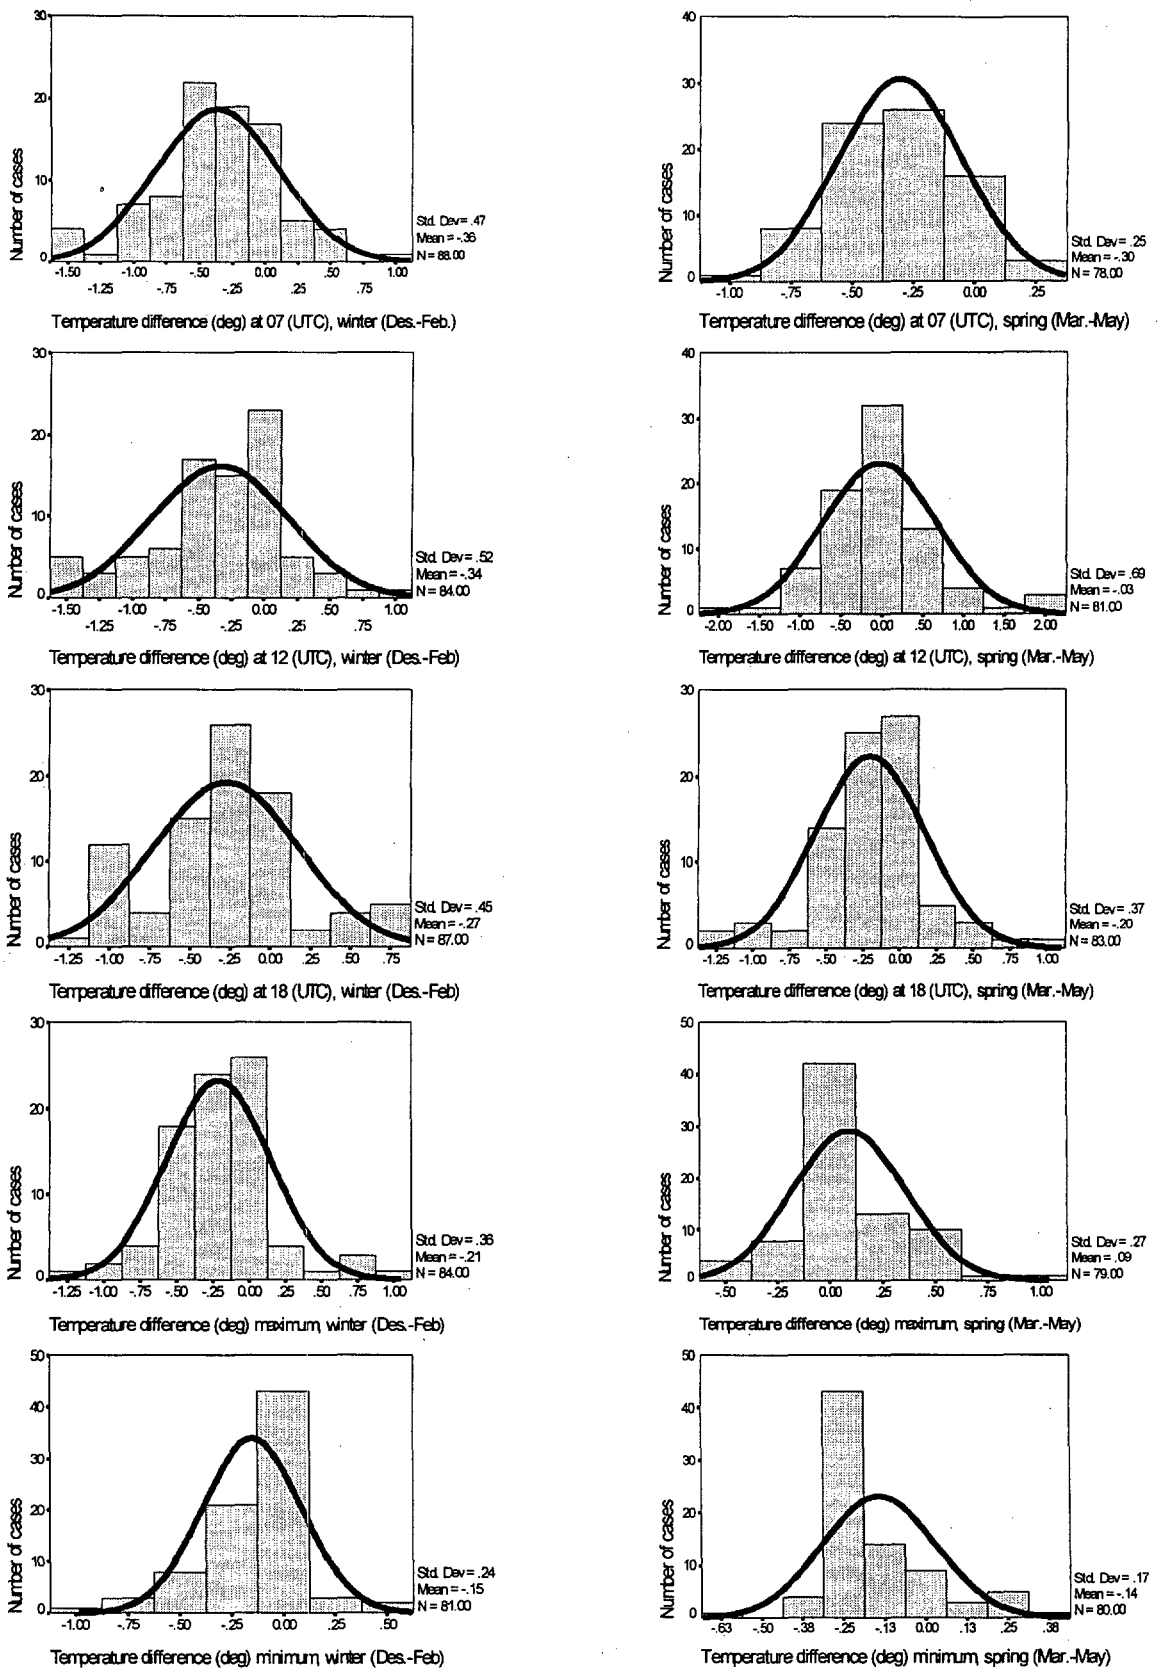 30
20
10
0
Number of cases
Std. Dev = .47
Mean = -.36
N = 88.00
-1.50 -1.00 -.50 0.00 .50 1.00
-1.25 -.75 -.25 .25 .75
Temperature difference (deg) at 07 (UTC), winter (Des.-Feb.)
40
30
20
10
0
Number of cases
Std. Dev = .25
Mean = -.30
N = 78.00
-1.00 -.75 -.50 -.25 0.00 .25
Temperature difference (deg) at 07 (UTC), spring (Mar.-May)
30
20
10
0
Number of cases
Std. Dev = .52
Mean = -.34
N = 84.00
-1.50 -1.00 -.50 0.00 .50 1.00
-1.25 -.75 -.25 .25 .75
Temperature difference (deg) at 12 (UTC), winter (Des.-Feb)
40
30
20
10
0
Number of cases
Std. Dev = .69
Mean = -.03
N = 81.00
-2.00 -1.50 -1.00 -.50 0.00 .50 1.00 1.50 2.00
Temperature difference (deg) at 12 (UTC), spring (Mar.-May)
30
20
10
0
Number of cases
Std. Dev = .45
Mean = -.27
N = 87.00
-1.25 -1.00 -.75 -.50 -.25 0.00 .25 .50 .75
Temperature difference (deg) at 18 (UTC), winter (Des.-Feb)
30
20
10
0
Number of cases
Std. Dev = .37
Mean = -.20
N = 83.00
-1.25 -1.00 -.75 -.50 -.25 0.00 .25 .50 .75 1.00
Temperature difference (deg) at 18 (UTC), spring (Mar.-May)
30
20
10
0
Number of cases
Std. Dev = .36
Mean = -.21
N = 84.00
-1.25 -1.00 -.75 -.50 -.25 0.00 .25 .50 .75 1.00
Temperature difference (deg) maximum, winter (Des.-Feb)
50
40
30
20
10
0
Number of cases
Std. Dev = .27
Mean = .09
N = 79.00
-.50 -.25 0.00 .25 .50 .75 1.00
Temperature difference (deg) maximum, spring (Mar.-May)
50
40
30
20
10
0
Number of cases
Std. Dev = .24
Mean = -.15
N = 81.00
-1.00 -.75 -.50 -.25 0.00 .25 .50
Temperature difference (deg) minimum, winter (Des.-Feb)
50
40
30
20
10
0
Number of cases
Std. Dev = .17
Mean = -.14
N = 80.00
-.63 -.50 -.38 -.25 -.13 0.00 .13 .25 .38
Temperature difference (deg) minimum, spring (Mar.-May)